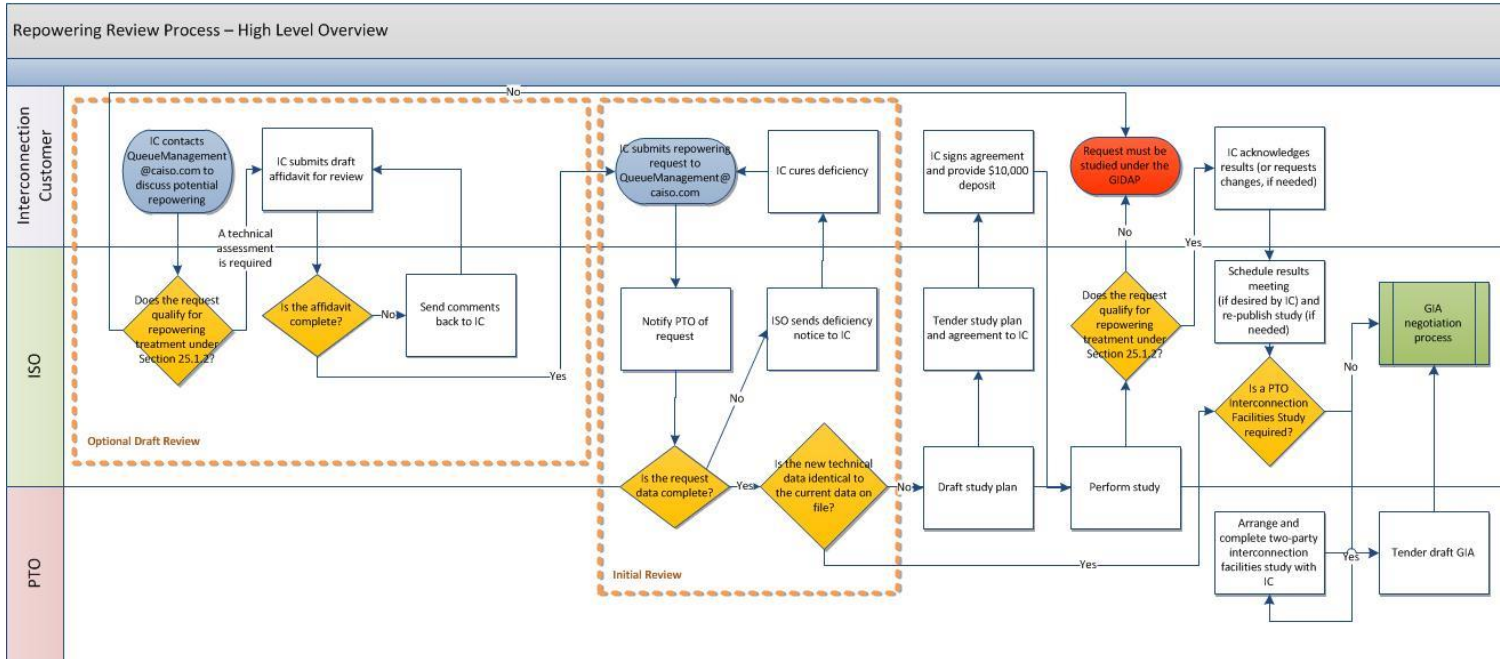 Repowering Review Process – High Level Overview
Interconnection
Customer
ISO
PTO
No
IC contacts
QueueManagement
@caiso.com to
discuss potential
repowering
IC submits draft
affidavit for review
A technical
assessment
is required
Does the request
qualify for
repowering
treatment under
Section 25.1.2?
Is the affidavit
complete?
No
Send comments
back to IC
Yes
Optional Draft Review
IC submits repowering
request to
QueueManagement@
caiso.com
IC cures deficiency
Notify PTO of
request
ISO sends deficiency
notice to IC
No
Is the request
data complete?
Yes
Is the new technical
data identical to
the current data on
file?
No
Yes
Initial Review
IC signs agreement
and provide $10,000
deposit
Tender study plan
and agreement to IC
Draft study plan
Perform study
Request must be
studied under the
GIDAP
No
Does the request
qualify for
repowering
treatment under
Section 25.1.2?
Yes
IC acknowledges
results (or requests
changes, if needed)
Schedule results
meeting
(if desired by IC) and
re-publish study (if
needed)
Is a PTO
Interconnection
Facilities Study
required?
No
Yes
Arrange and
complete two-party
interconnection
facilities study with
IC
Tender draft GIA
GIA
negotiation
process